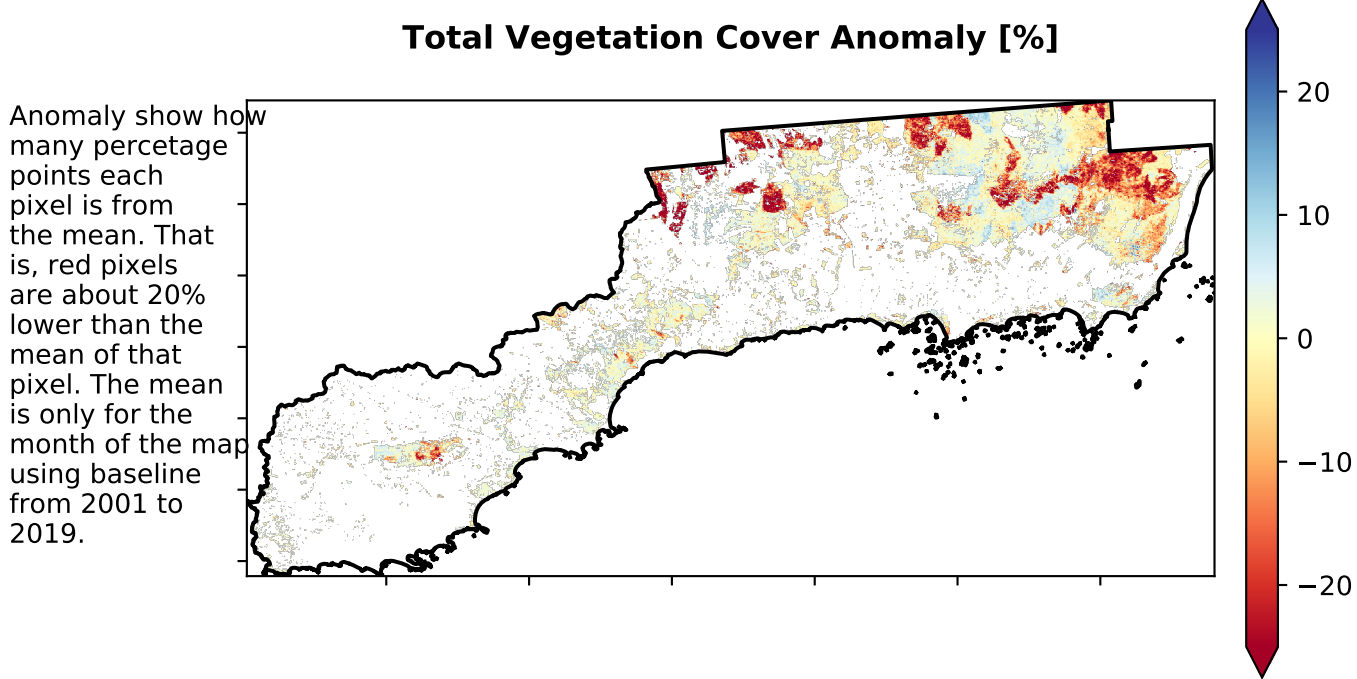 Total Vegetation Cover Anomaly [%]
Anomaly show how
many percetage
points each
pixel is from
the mean. That
is, red pixels
are about 20%
lower than the
mean of that
pixel. The mean
is only for the
month of the map
using baseline
from 2001 to
2019.
20
10
0
−10
−20